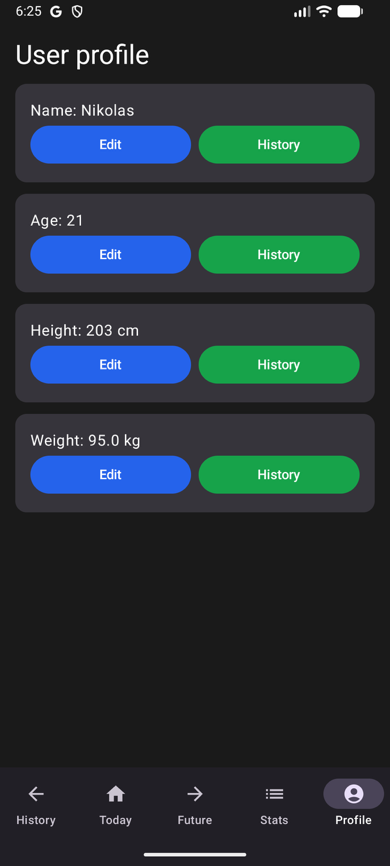 6:25
User profile
Name: Nikolas
Edit History
Age: 21
Edit History
Height: 203 cm
Edit History
Weight: 95.0 kg
Edit History
History Today Future Stats Profile